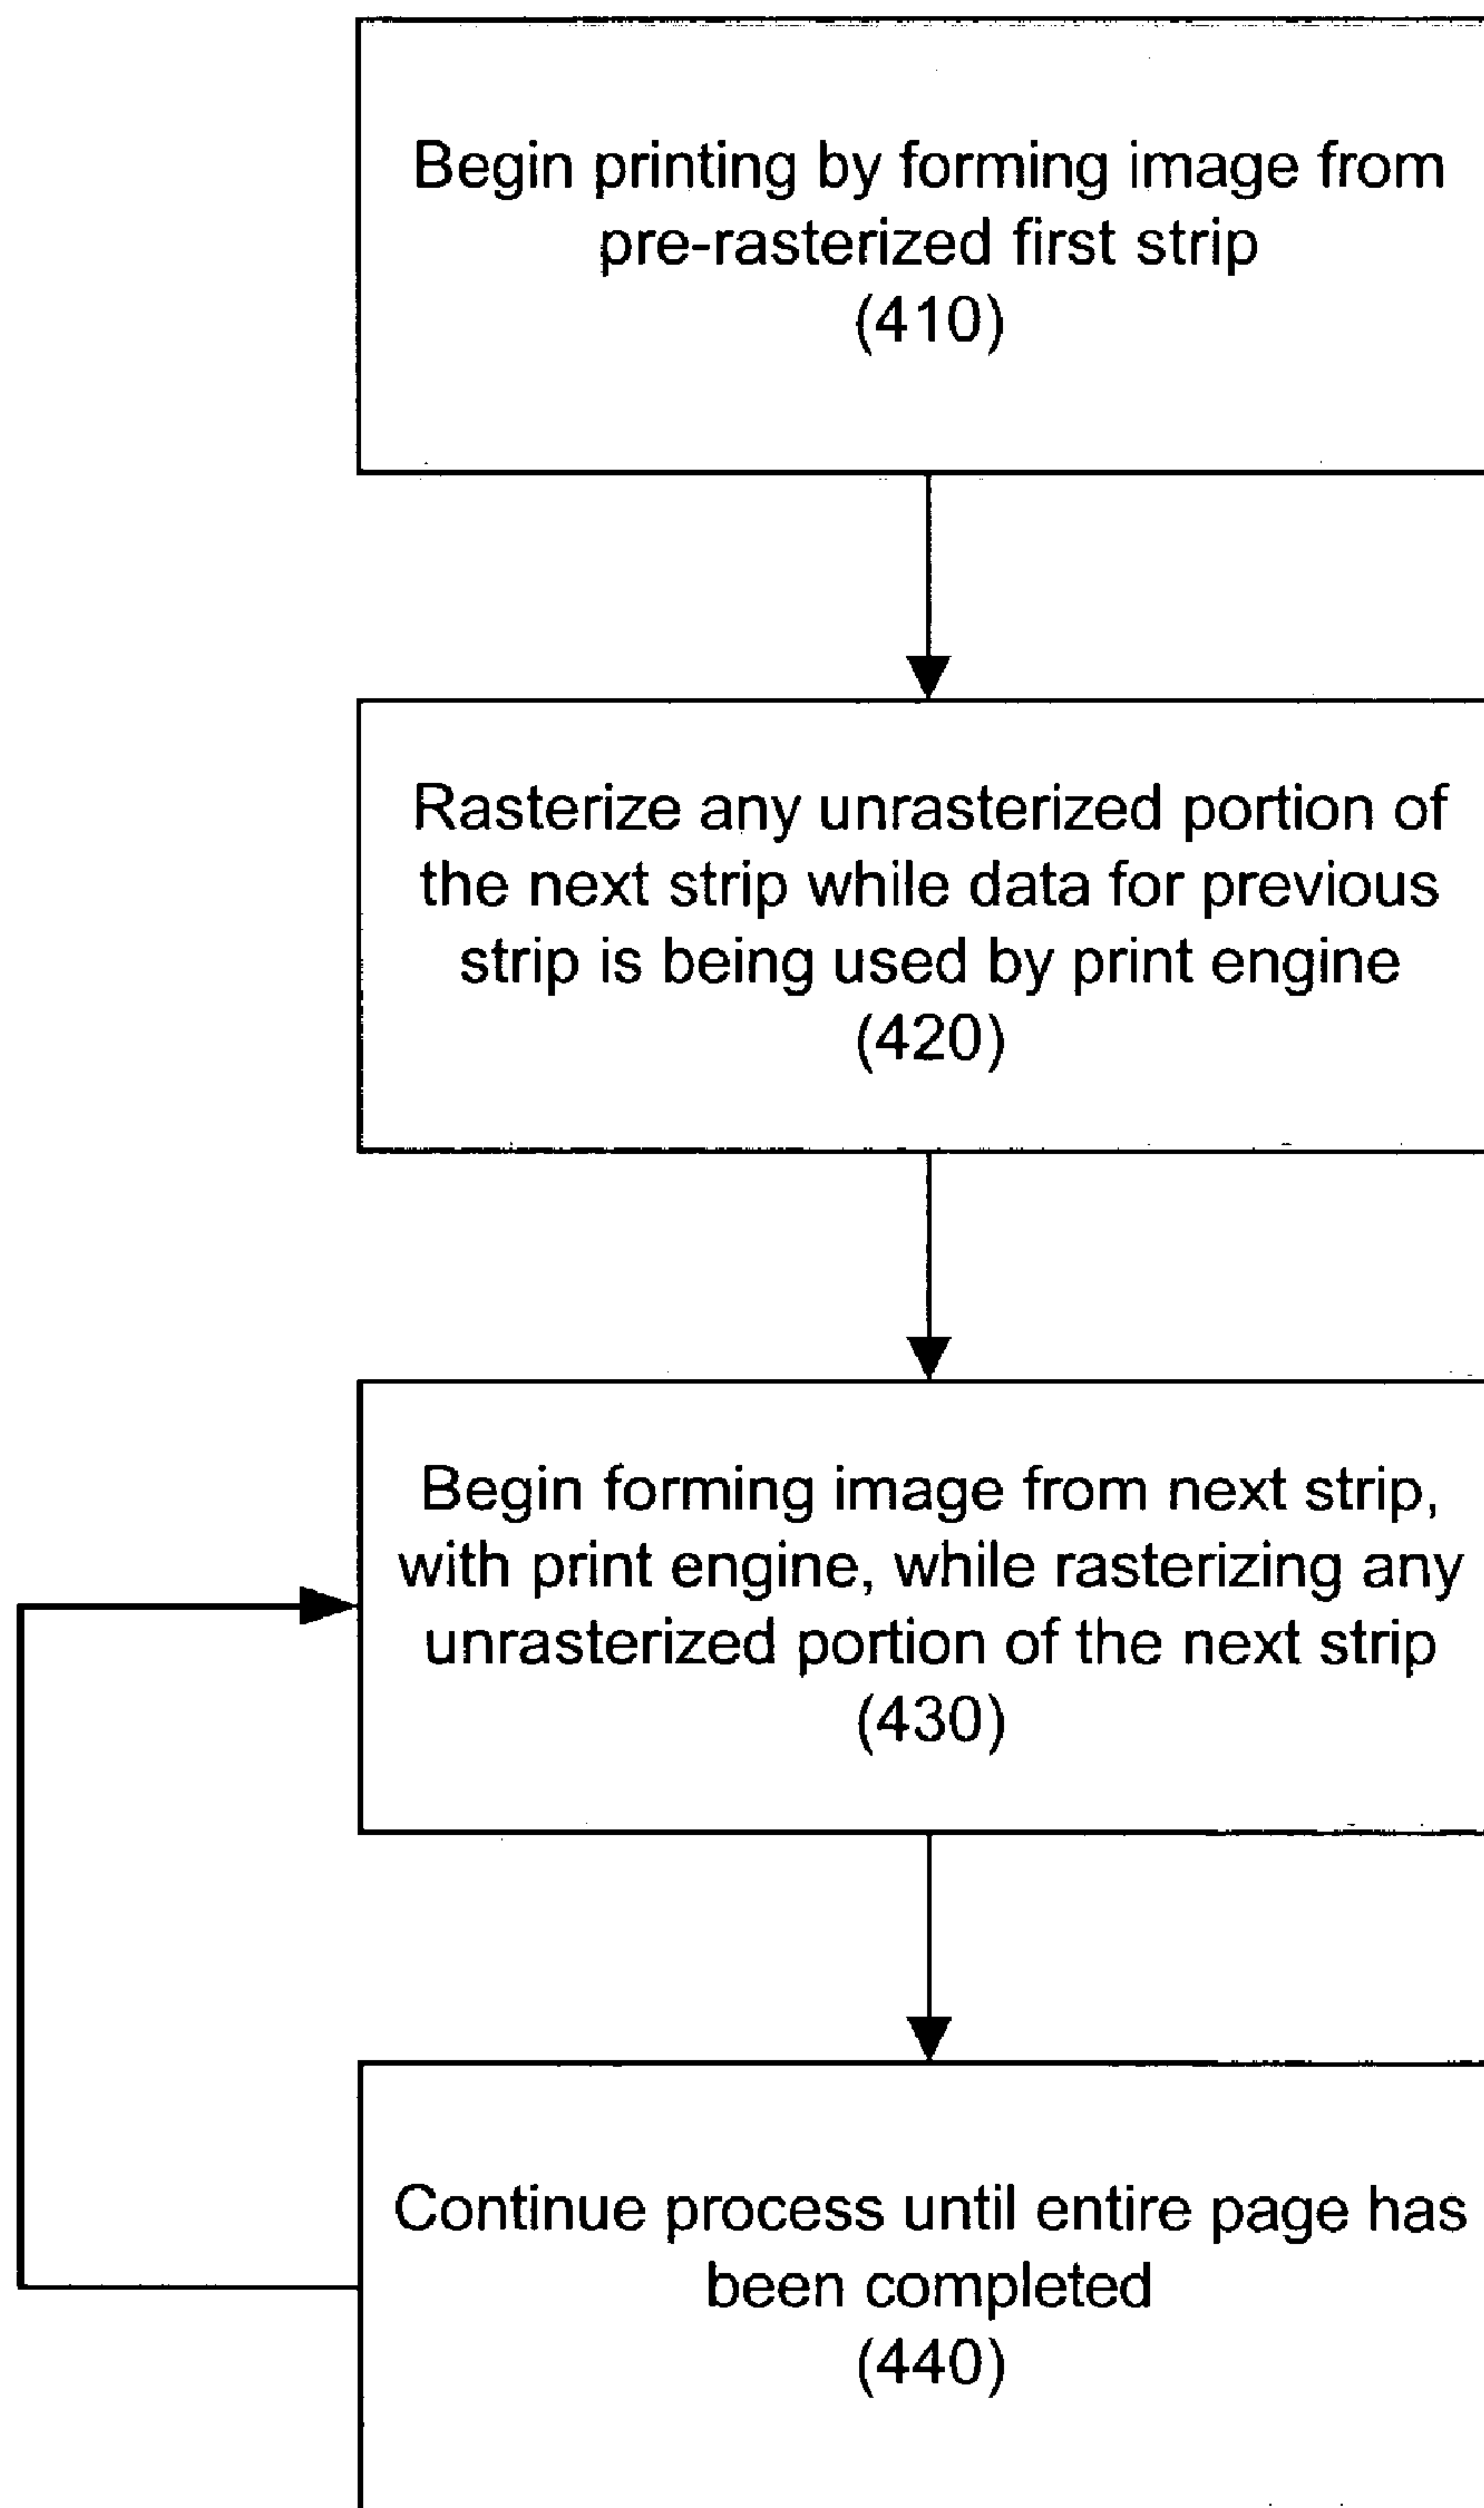 Begin printing by forming image from
pre-rasterized first strip
(410)
Rasterize any unrasterized portion of
the next strip while data for previous
strip is being used by print engine
(420)
Begin forming image from next strip,
with print engine, while rasterizing any
unrasterized portion of the next strip
(430)
Continue process until entire page has
been completed
(440)